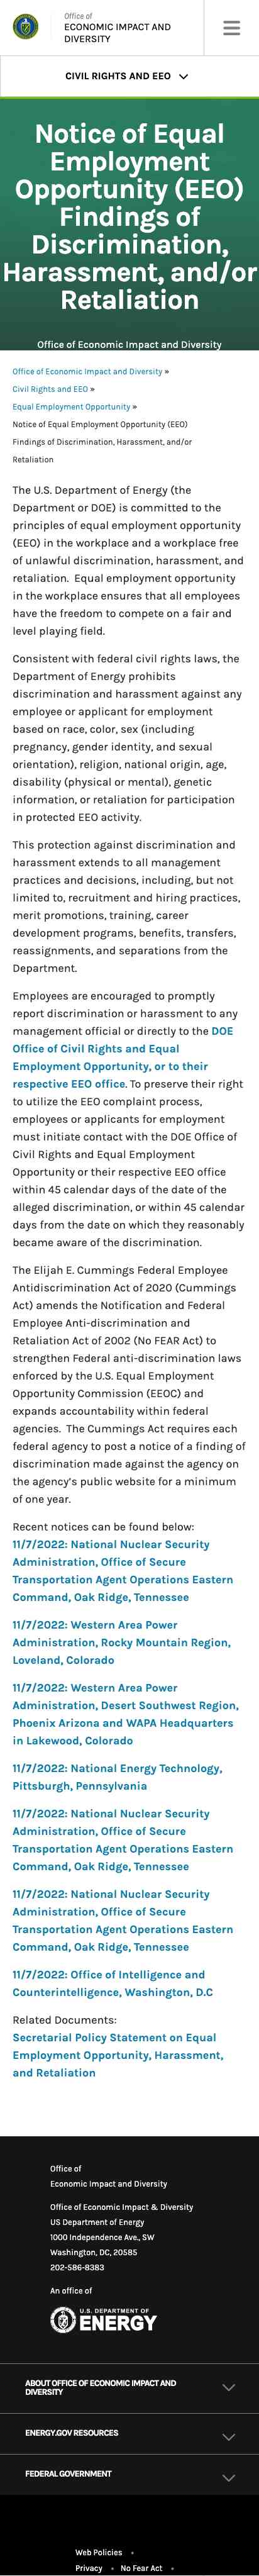 Office of
ECONOMIC IMPACT AND
DIVERSITY
CIVIL RIGHTS AND EEO
Notice of Equal
Employment
Opportunity (EEO)
Findings of
Discrimination,
Harassment, and/or
Retaliation
Office of Economic Impact and Diversity
Office of Economic Impact and Diversity »
Civil Rights and EEO »
Equal Employment Opportunity »
Notice of Equal Employment Opportunity (EEO)
Findings of Discrimination, Harassment, and/or
Retaliation
The U.S. Department of Energy (the
Department or DOE) is committed to the
principles of equal employment opportunity
(EEO) in the workplace and a workplace free
of unlawful discrimination, harassment, and
retaliation.  Equal employment opportunity
in the workplace ensures that all employees
have the freedom to compete on a fair and
level playing field.
Consistent with federal civil rights laws, the
Department of Energy prohibits
discrimination and harassment against any
employee or applicant for employment
based on race, color, sex (including
pregnancy, gender identity, and sexual
orientation), religion, national origin, age,
disability (physical or mental), genetic
information, or retaliation for participation
in protected EEO activity.
This protection against discrimination and
harassment extends to all management
practices and decisions, including, but not
limited to, recruitment and hiring practices,
merit promotions, training, career
development programs, benefits, transfers,
reassignments, and separations from the
Department.
Employees are encouraged to promptly
report discrimination or harassment to any
management official or directly to the DOE
Office of Civil Rights and Equal
Employment Opportunity, or to their
respective EEO office. To preserve their right
to utilize the EEO complaint process,
employees or applicants for employment
must initiate contact with the DOE Office of
Civil Rights and Equal Employment
Opportunity or their respective EEO office
within 45 calendar days of the date of the
alleged discrimination, or within 45 calendar
days from the date on which they reasonably
became aware of the discrimination.
The Elijah E. Cummings Federal Employee
Antidiscrimination Act of 2020 (Cummings
Act) amends the Notification and Federal
Employee Anti-discrimination and
Retaliation Act of 2002 (No FEAR Act) to
strengthen Federal anti-discrimination laws
enforced by the U.S. Equal Employment
Opportunity Commission (EEOC) and
expands accountability within federal
agencies.  The Cummings Act requires each
federal agency to post a notice of a finding of
discrimination made against the agency on
the agency's public website for a minimum
of one year.
Recent notices can be found below:
11/7/2022: National Nuclear Security
Administration, Office of Secure
Transportation Agent Operations Eastern
Command, Oak Ridge, Tennessee
11/7/2022: Western Area Power
Administration, Rocky Mountain Region,
Loveland, Colorado
11/7/2022: Western Area Power
Administration, Desert Southwest Region,
Phoenix Arizona and WAPA Headquarters
in Lakewood, Colorado
11/7/2022: National Energy Technology,
Pittsburgh, Pennsylvania
11/7/2022: National Nuclear Security
Administration, Office of Secure
Transportation Agent Operations Eastern
Command, Oak Ridge, Tennessee
11/7/2022: National Nuclear Security
Administration, Office of Secure
Transportation Agent Operations Eastern
Command, Oak Ridge, Tennessee
11/7/2022: Office of Intelligence and
Counterintelligence, Washington, D.C
Related Documents:
Secretarial Policy Statement on Equal
Employment Opportunity, Harassment,
and Retaliation
Office of
Economic Impact and Diversity
Office of Economic Impact & Diversity
US Department of Energy
1000 Independence Ave., SW
Washington, DC, 20585
202-586-8383
An office of
U.S. DEPARTMENT OF
ENERGY
ABOUT OFFICE OF ECONOMIC IMPACT AND
DIVERSITY
ENERGY.GOV RESOURCES
FEDERAL GOVERNMENT
Web Policies •
Privacy • No Fear Act •